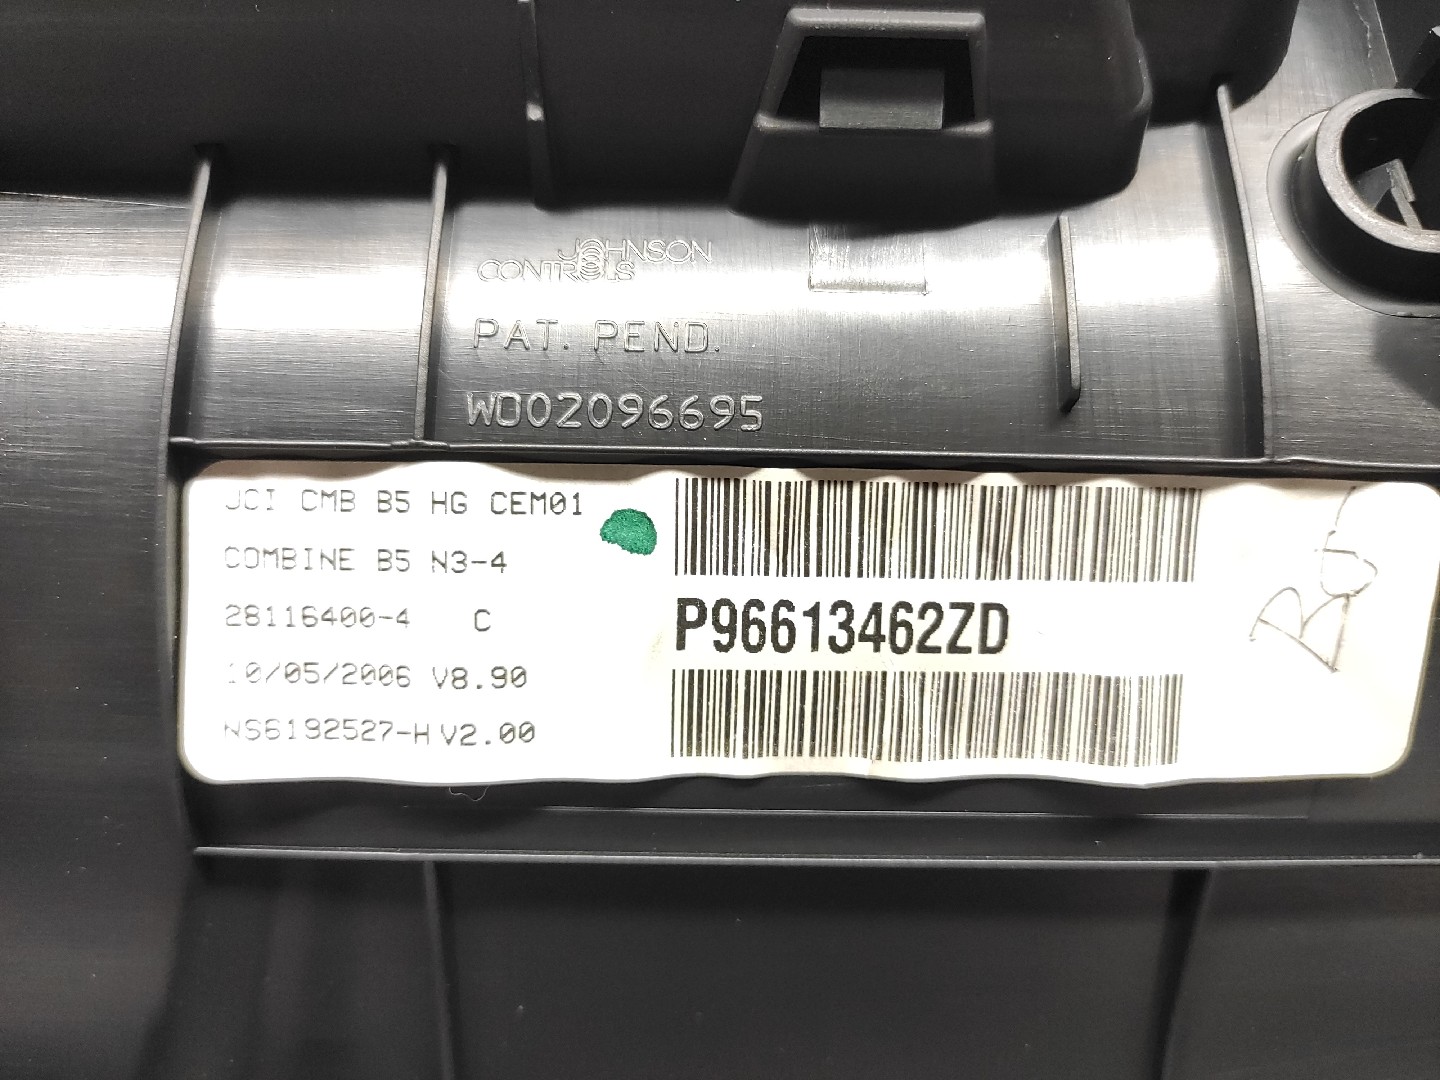 JOHNSON
CONTROLS
PAT. PEND.
WO02096695
JCI CMB B5 HG CEM01
COMBINE B5 N3-4
28116400-4 C
10/05/2006 V8.90
NS6192527-H V2.00
P96613462ZD